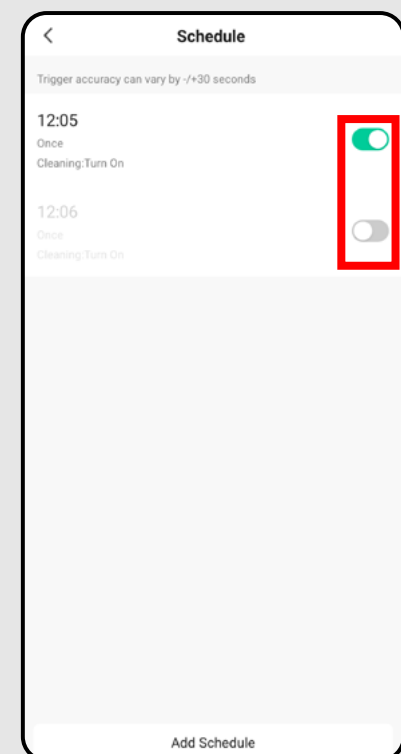 Schedule
Trigger accuracy can vary by -/+30 seconds
12:05
Once
Cleaning:Turn On
12:06
Once
Cleaning:Turn On
Add Schedule